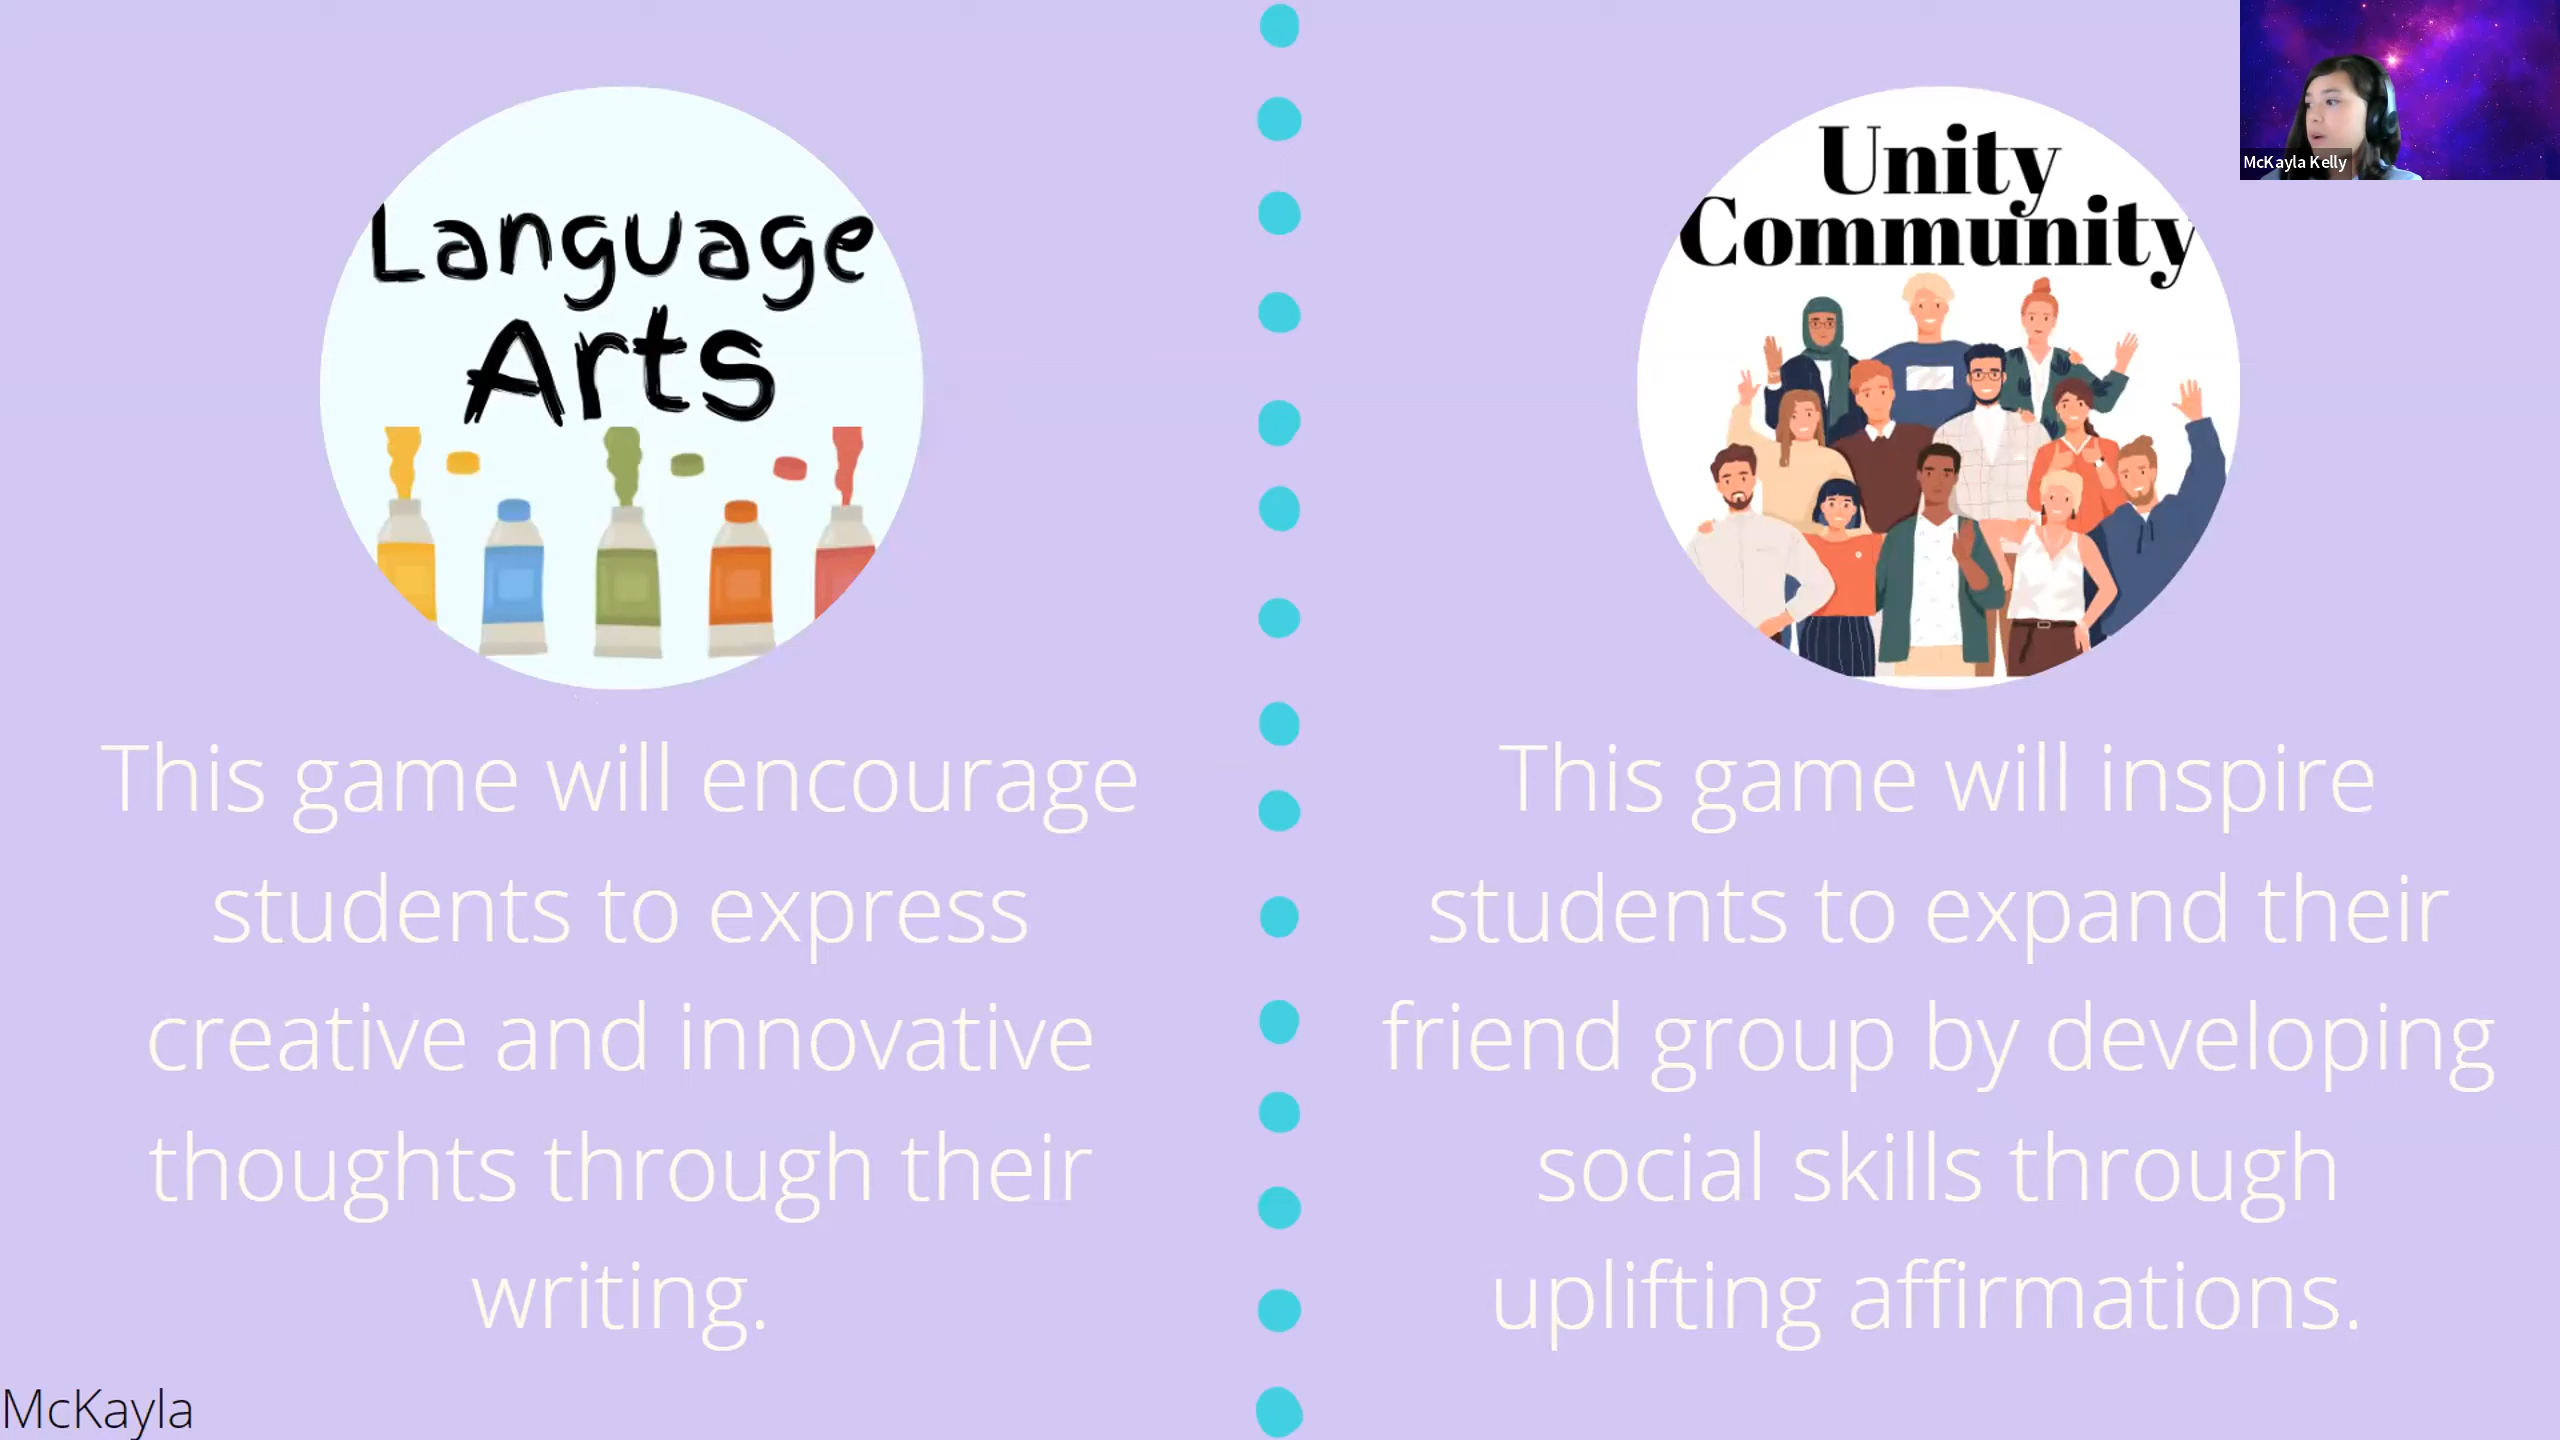 Language
Arts
This game will encourage
students to express
creative and innovative
thoughts through their
writing.
Unity
Community
This game will inspire
students to expand their
friend group by developing
social skills through
uplifting affirmations.
McKayla Kelly
McKayla